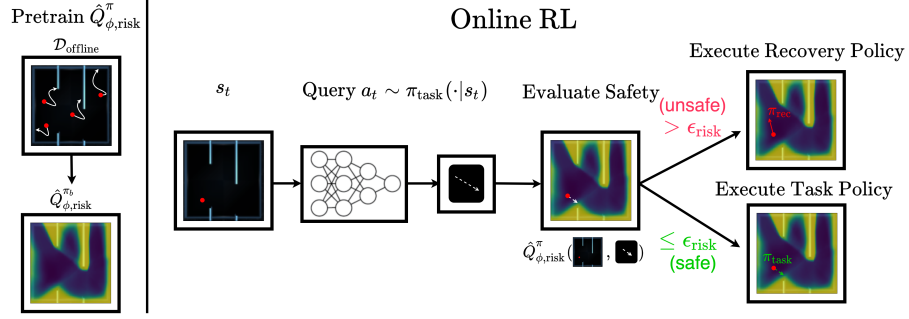 Pretrain $\hat{Q}^{\pi}_{\phi,\text{risk}}$
$\mathcal{D}_{\text{offline}}$
$\hat{Q}^{\pi_b}_{\phi,\text{risk}}$
Online RL
$s_t$
Query $a_t \sim \pi_{\text{task}}(\cdot|s_t)$
Evaluate Safety
$\hat{Q}^{\pi}_{\phi,\text{risk}}($ , $)$
(unsafe)
$> \epsilon_{\text{risk}}$
$\leq \epsilon_{\text{risk}}$
(safe)
Execute Recovery Policy
$\pi_{\text{rec}}$
Execute Task Policy
$\pi_{\text{task}}$